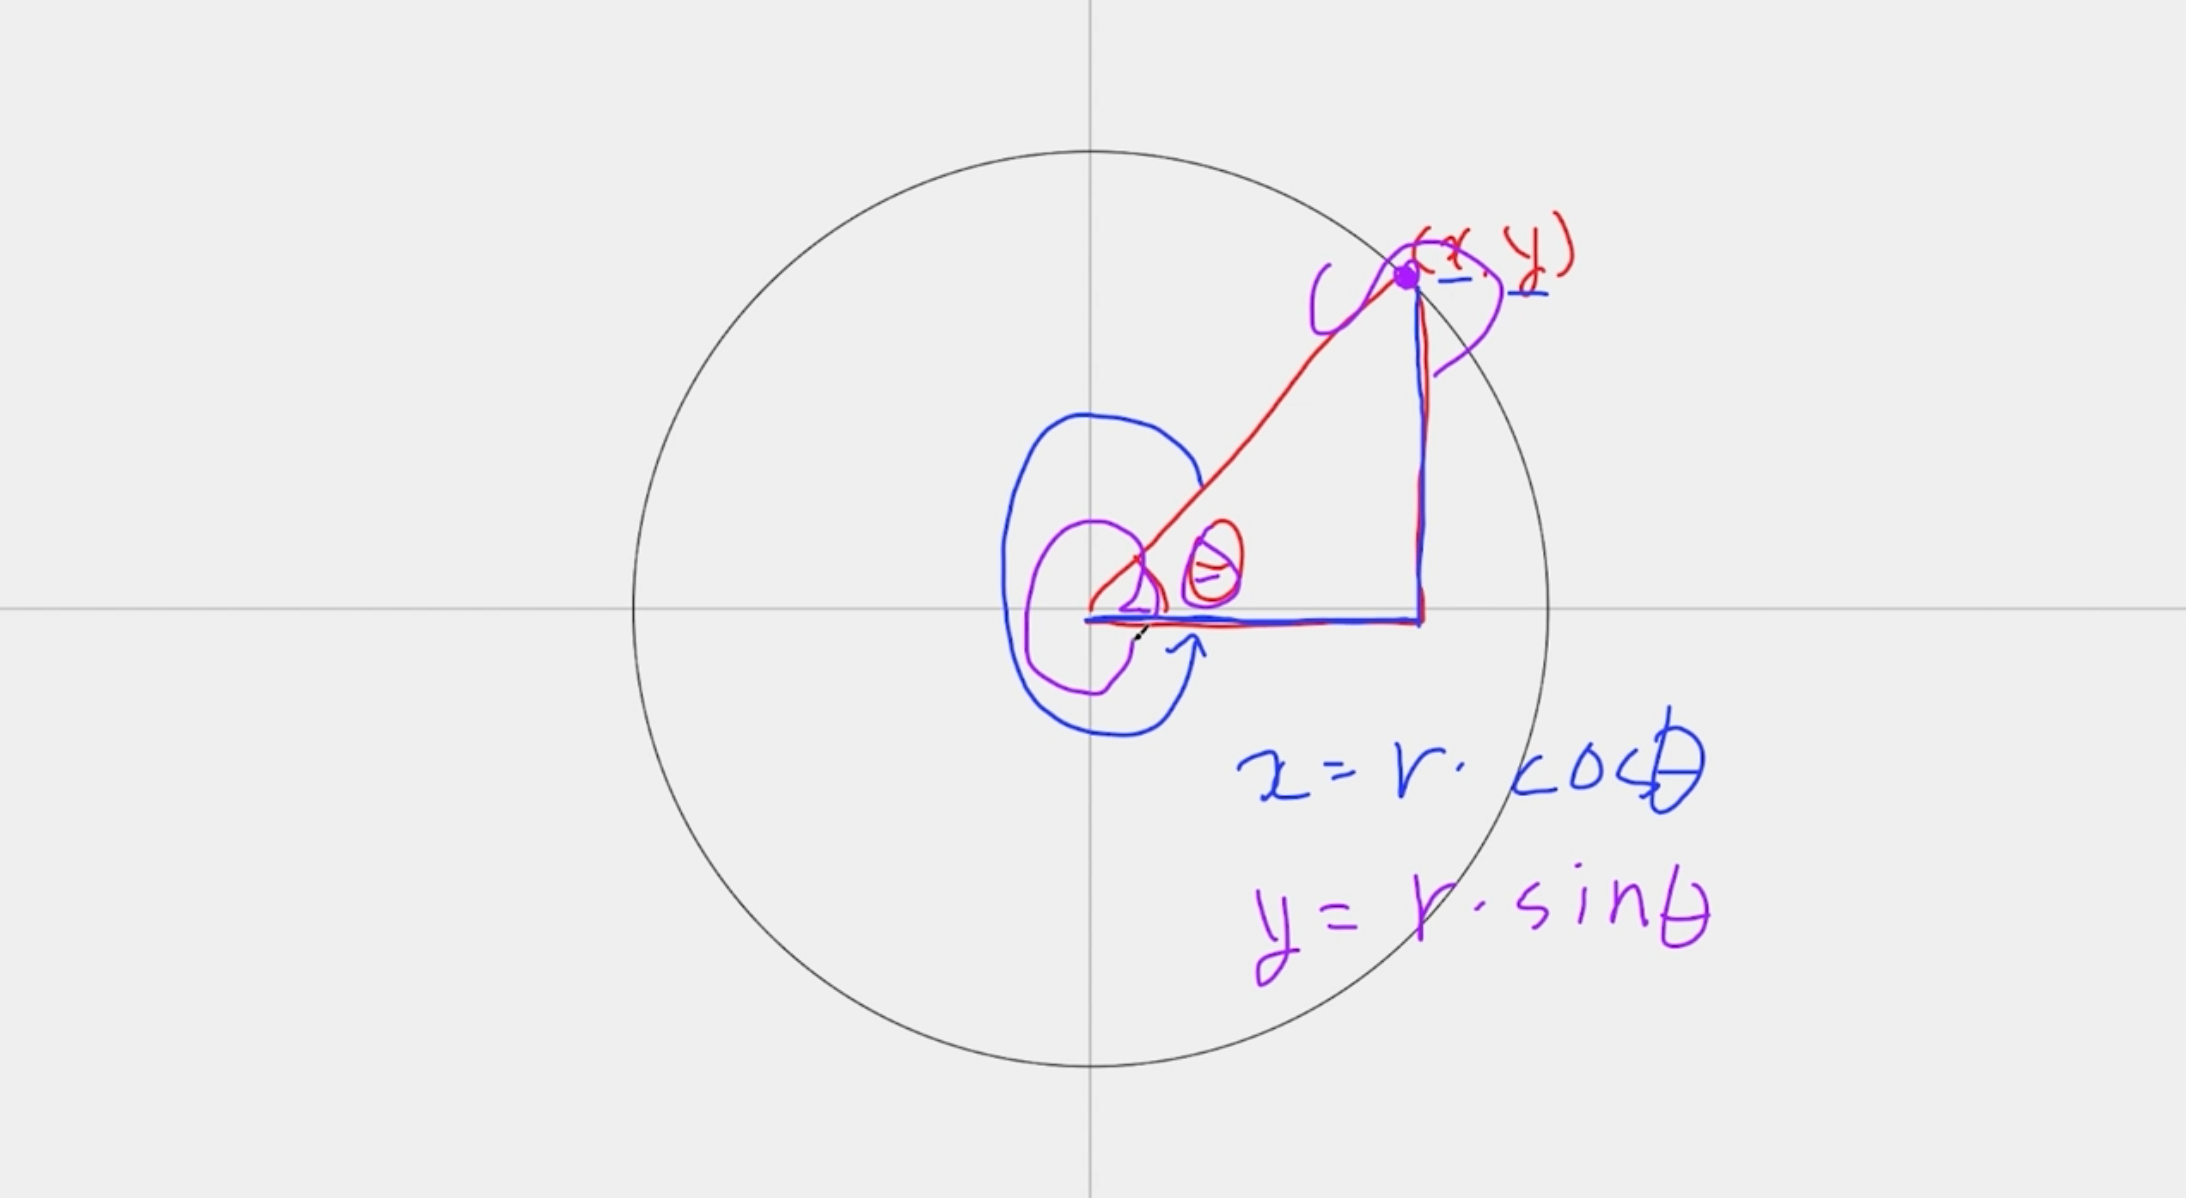 (x, y)
θ
x = r · cosθ
y = r · sinθ